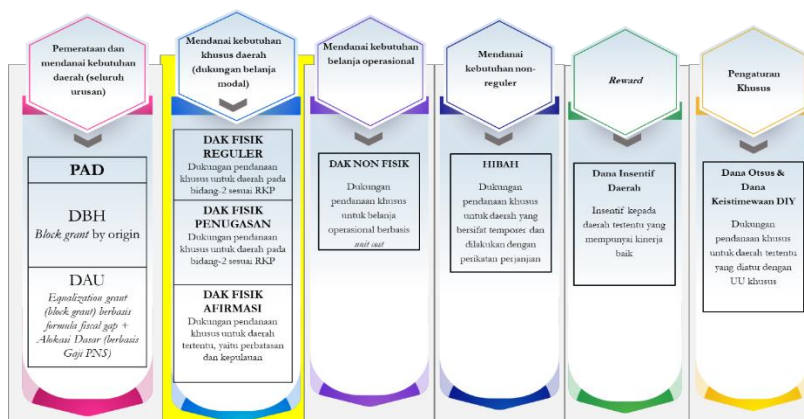 Pemerataan dan
mendanai kebutuhan
daerah (seluruh
urusan)
PAD
DBH
Block grant by origin
DAU
Equalization grant
(block grant) berbasis
formula fiscal gap +
Alokasi Dasar (berbasis
Gaji PNS)
Mendanai kebutuhan
khusus daerah
(dukungan belanja
modal)
DAK FISIK
REGULER
Dukungan pendanaan
khusus untuk daerah pada
bidang-2 sesuai RKP
DAK FISIK
PENUGASAN
Dukungan pendanaan
khusus untuk daerah pada
bidang-2 sesuai RKP
DAK FISIK
AFIRMASI
Dukungan pendanaan
khusus untuk daerah
tertentu, yaitu perbatasan
dan kepulauan
Mendanai kebutuhan
belanja operasional
DAK NON FISIK
Dukungan
pendanaan khusus
untuk belanja
operasional berbasis
unit cost
Mendanai
kebutuhan non-
reguler
HIBAH
Dukungan
pendanaan khusus
untuk daerah yang
bersifat temporer dan
dilakukan dengan
perikatan perjanjian
Reward
Dana Insentif
Daerah
Insentif kepada
daerah tertentu yang
mempunyai kinerja
baik
Pengaturan
Khusus
Dana Otsus &
Dana
Keistimewaan DIY
Dukungan
pendanaan khusus
untuk daerah tertentu
yang diatur dengan
UU khusus